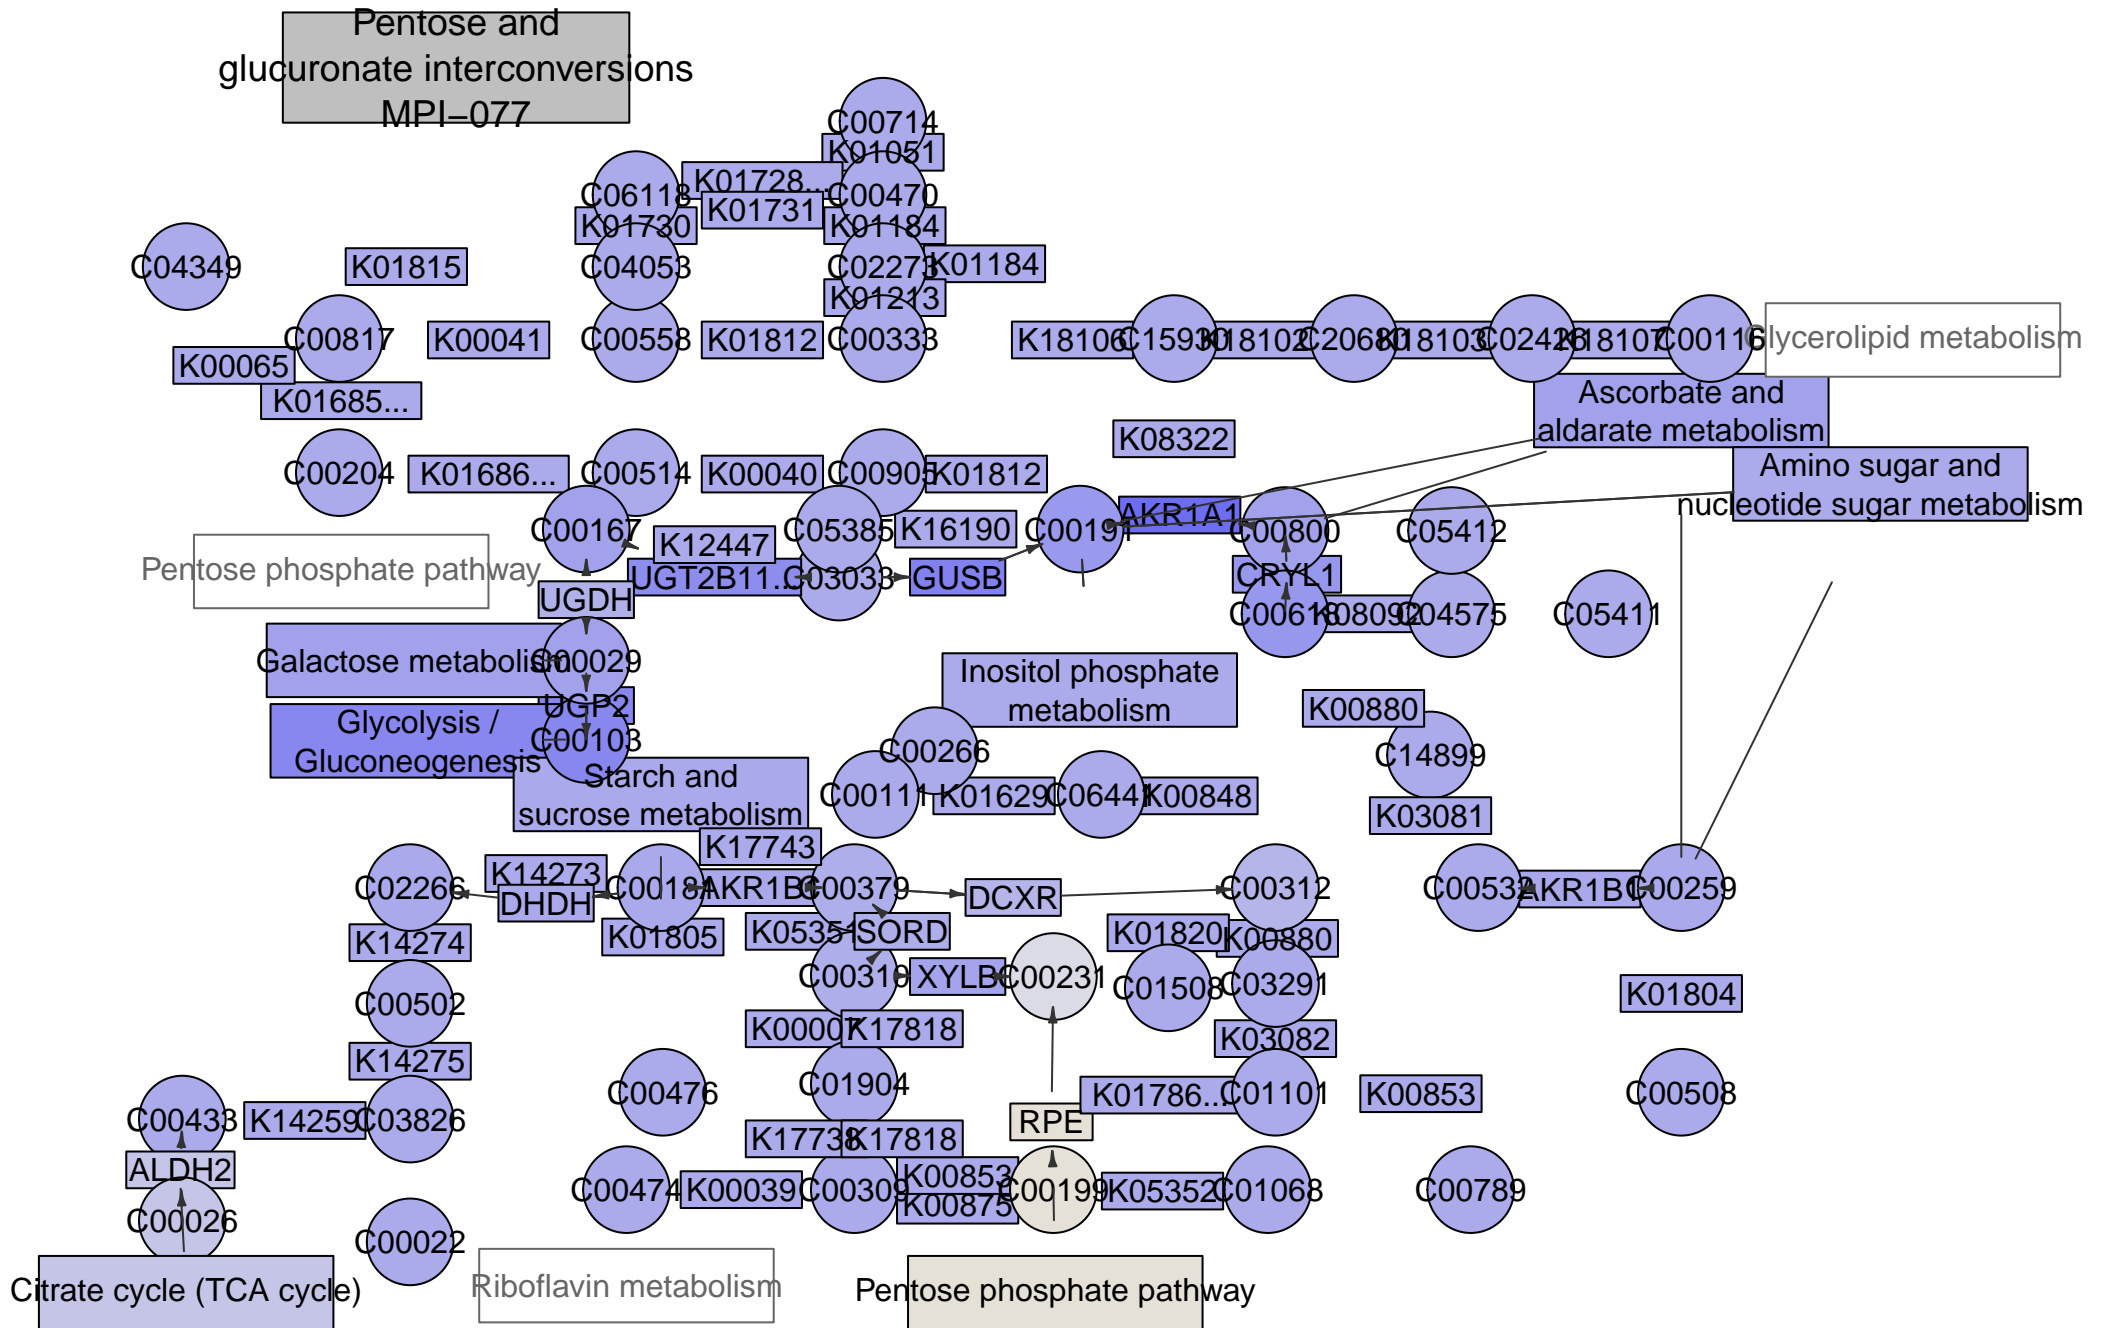 Pentose and
glucuronate interconversions
MPI−077
C00714
K01051
C06118
K01728...
C00470
K01731
K01730
K01184
C04349
K01815
C04053
C02273
K01184
K01213
C00817
K00041
C00558
K01812
C00333
K18106
C15930
K18102
C20680
K18103
C02426
K18107
C00116
Glycerolipid metabolism
K00065
K01685...
Ascorbate and
aldarate metabolism
K08322
C00204
K01686...
C00514
K00040
C00905
K01812
Amino sugar and
nucleotide sugar metabolism
C00167
K12447
C05385
K16190
C00191
AKR1A1
C00800
C05412
Pentose phosphate pathway
UGT2B11...
C03033
GUSB
CRYL1
UGDH
C00618
K08092
C04575
C05411
Galactose metabolism
C00029
Inositol phosphate
metabolism
UGP2
K00880
Glycolysis /
Gluconeogenesis
C00103
C00266
C14899
Starch and
sucrose metabolism
C00111
K01629
C06441
K00848
K03081
K17743
C02266
K14273
DHDH
C00181
AKR1B1
C00379
DCXR
C00312
C00532
AKR1B1
C00259
K14274
K01805
K05351
SORD
K01820
K00880
C00310
XYLB
C00231
C01508
C03291
K01804
C00502
K00007
K17818
K03082
K14275
C00476
C01904
K01786...
C01101
K00853
C00508
C00433
K14259
C03826
RPE
K17738
K17818
ALDH2
C00474
K00039
C00309
K00853
K00875
C00199
K05352
C01068
C00789
C00026
C00022
Citrate cycle (TCA cycle)
Riboflavin metabolism
Pentose phosphate pathway